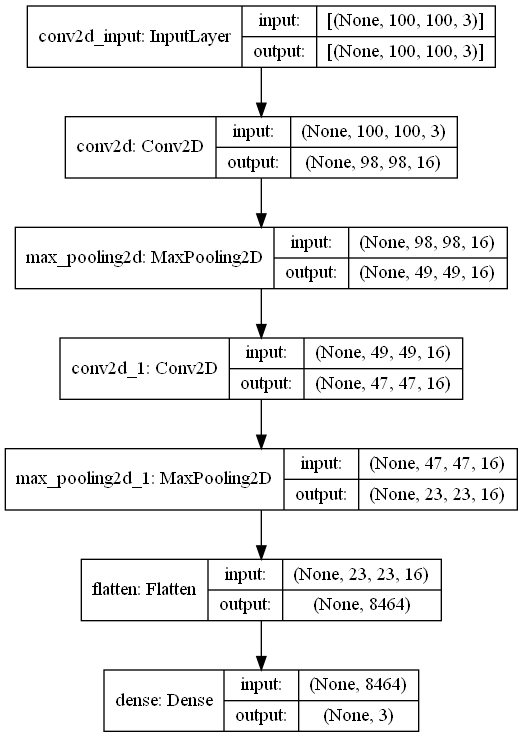 conv2d_input: InputLayer input: [(None, 100, 100, 3)]
output: [(None, 100, 100, 3)]
conv2d: Conv2D input: (None, 100, 100, 3)
output: (None, 98, 98, 16)
max_pooling2d: MaxPooling2D input: (None, 98, 98, 16)
output: (None, 49, 49, 16)
conv2d_1: Conv2D input: (None, 49, 49, 16)
output: (None, 47, 47, 16)
max_pooling2d_1: MaxPooling2D input: (None, 47, 47, 16)
output: (None, 23, 23, 16)
flatten: Flatten input: (None, 23, 23, 16)
output: (None, 8464)
dense: Dense input: (None, 8464)
output: (None, 3)